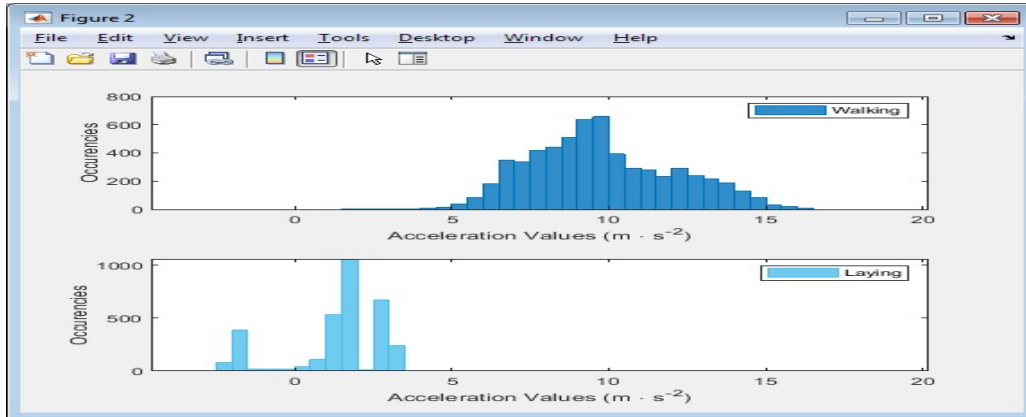 Figure 2
File Edit View Insert Tools Desktop Window Help
800
600
400
200
0
Occurencies
Walking
0 5 10 15 20
Acceleration Values (m · s⁻²)
1000
500
0
Occurencies
Laying
0 5 10 15 20
Acceleration Values (m · s⁻²)